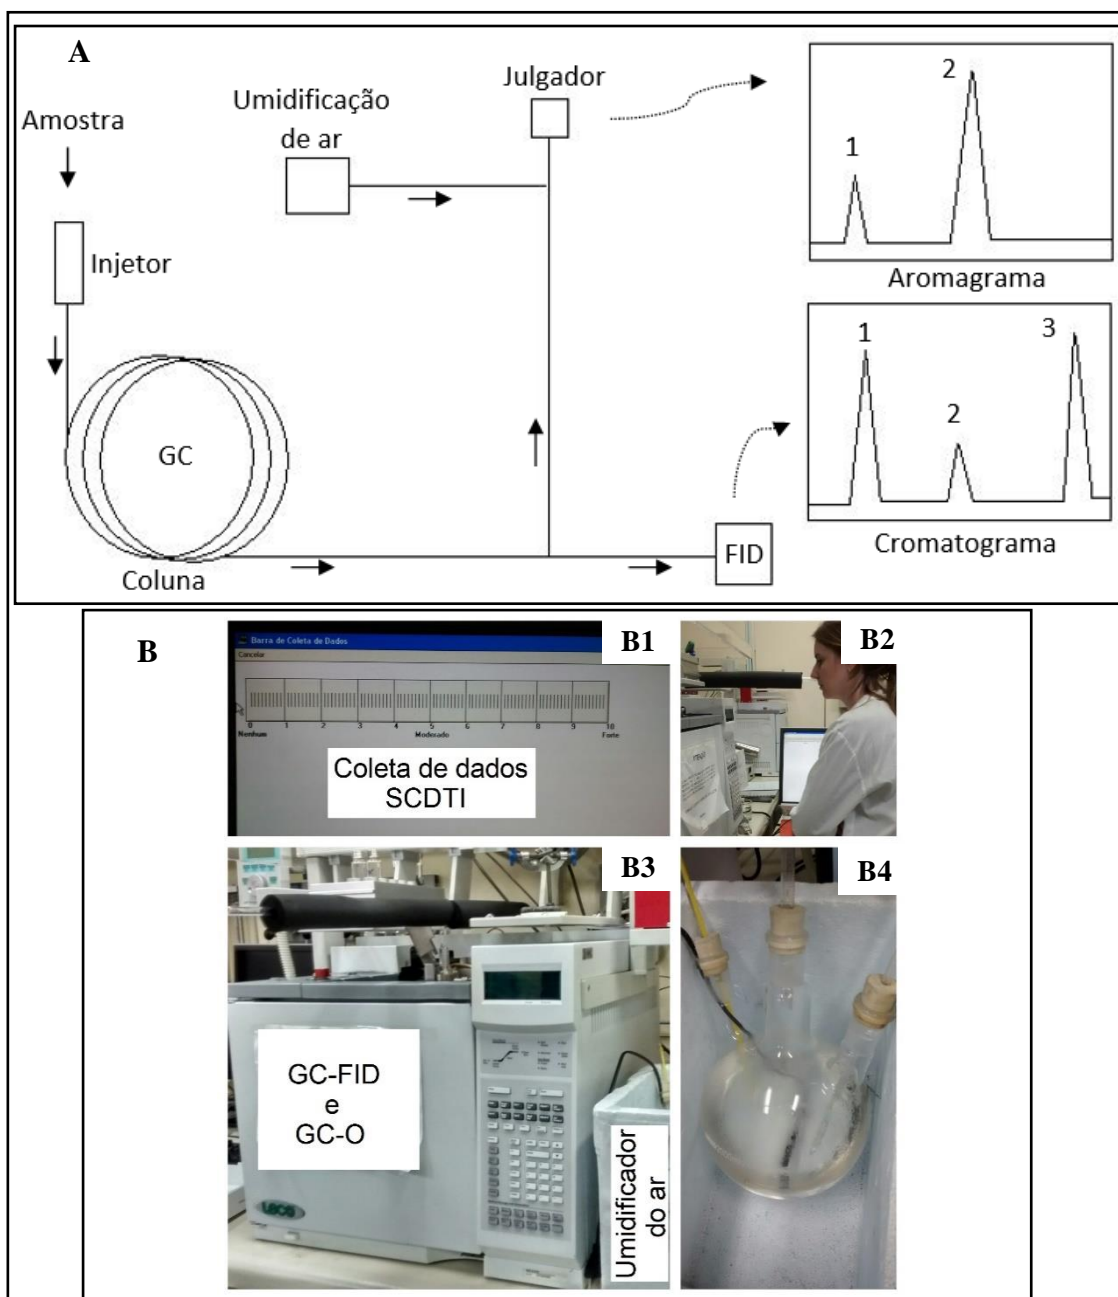 A
Amostra
Injetor
GC
Coluna
Umidificação
de ar
Julgador
FID
1
2
Aromagrama
1
2
3
Cromatograma
B
B1
Barra de Coleta de Dados
Cancelar
0 1 2 3 4 5 6 7 8 9 10
Nenhum Moderado Forte
Coleta de dados
SCDTI
B2
B3
GC-FID
e
GC-O
LECO
Umidificador
do ar
B4